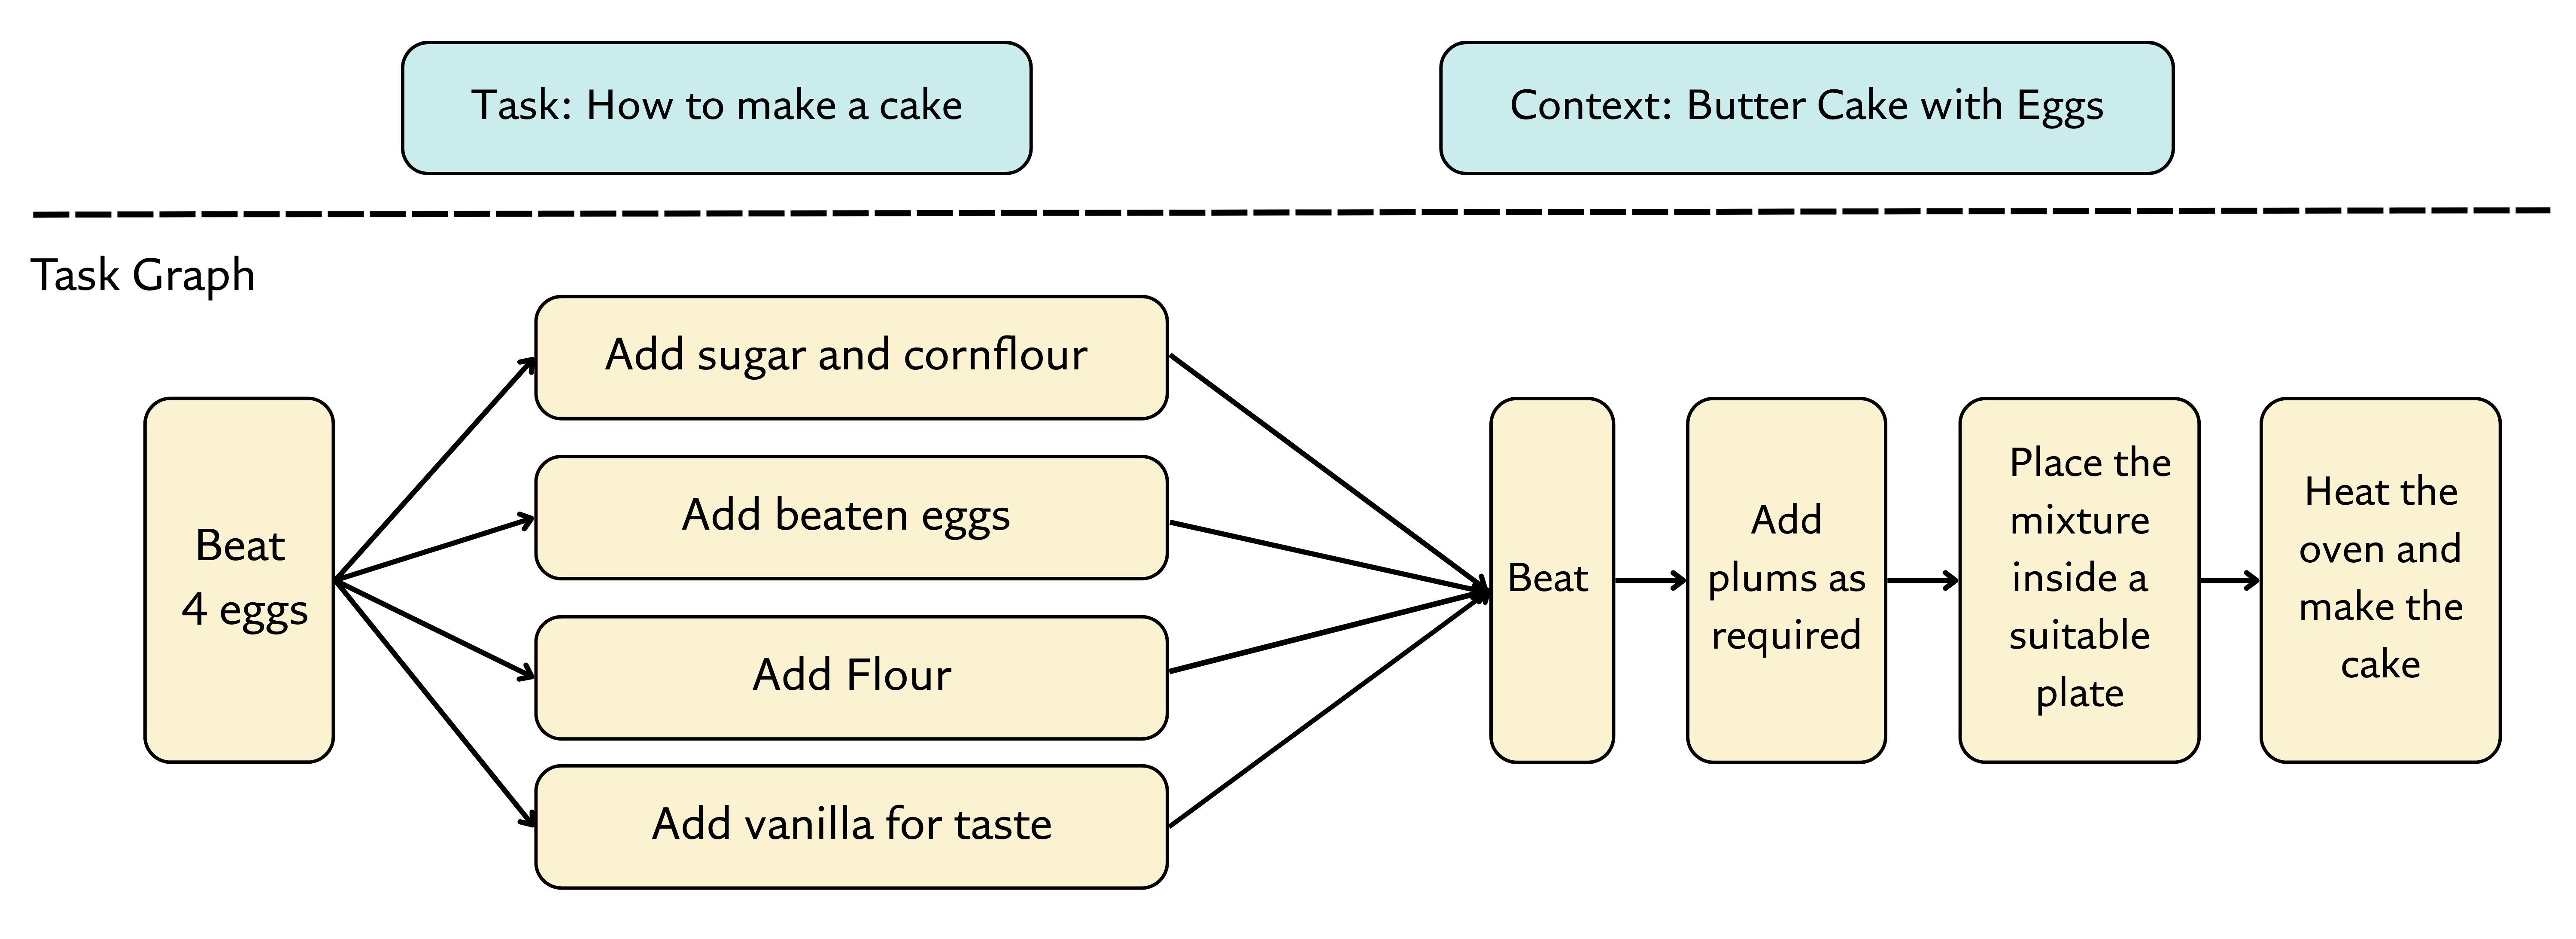 Task: How to make a cake
Context: Butter Cake with Eggs
Task Graph
Beat
4 eggs
Add sugar and cornflour
Add beaten eggs
Add Flour
Add vanilla for taste
Beat
Add
plums as
required
Place the
mixture
inside a
suitable
plate
Heat the
oven and
make the
cake